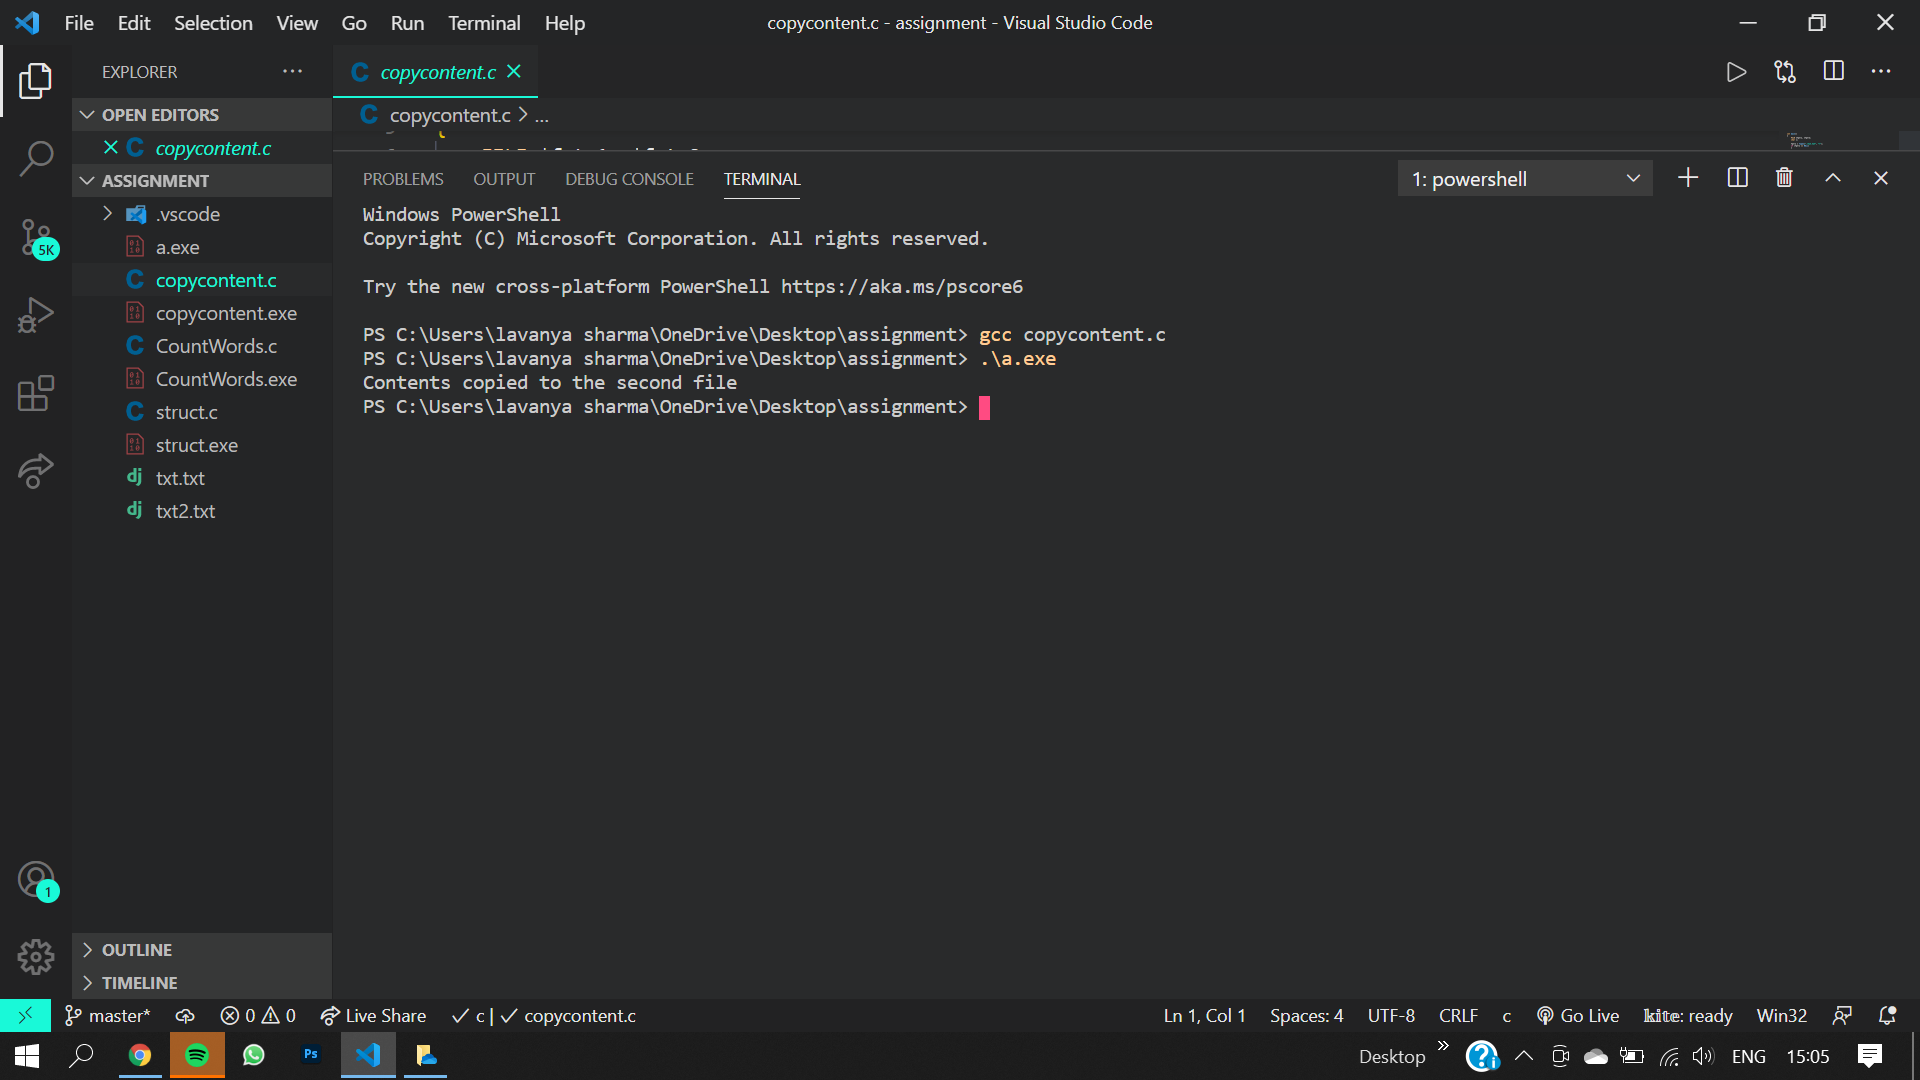 File Edit Selection View Go Run Terminal Help
copycontent.c - assignment - Visual Studio Code
EXPLORER
OPEN EDITORS
copycontent.c
ASSIGNMENT
.vscode
a.exe
copycontent.c
copycontent.exe
CountWords.c
CountWords.exe
struct.c
struct.exe
txt.txt
txt2.txt
OUTLINE
TIMELINE
5K
1
copycontent.c
copycontent.c > ...
PROBLEMS OUTPUT DEBUG CONSOLE TERMINAL
1: powershell
Windows PowerShell
Copyright (C) Microsoft Corporation. All rights reserved.
Try the new cross-platform PowerShell https://aka.ms/pscore6
PS C:\Users\lavanya sharma\OneDrive\Desktop\assignment> gcc copycontent.c
PS C:\Users\lavanya sharma\OneDrive\Desktop\assignment> .\a.exe
Contents copied to the second file
PS C:\Users\lavanya sharma\OneDrive\Desktop\assignment>
master* 0 0 Live Share c | copycontent.c
Ln 1, Col 1 Spaces: 4 UTF-8 CRLF c Go Live kite: ready Win32
Ps
Desktop ENG 15:05